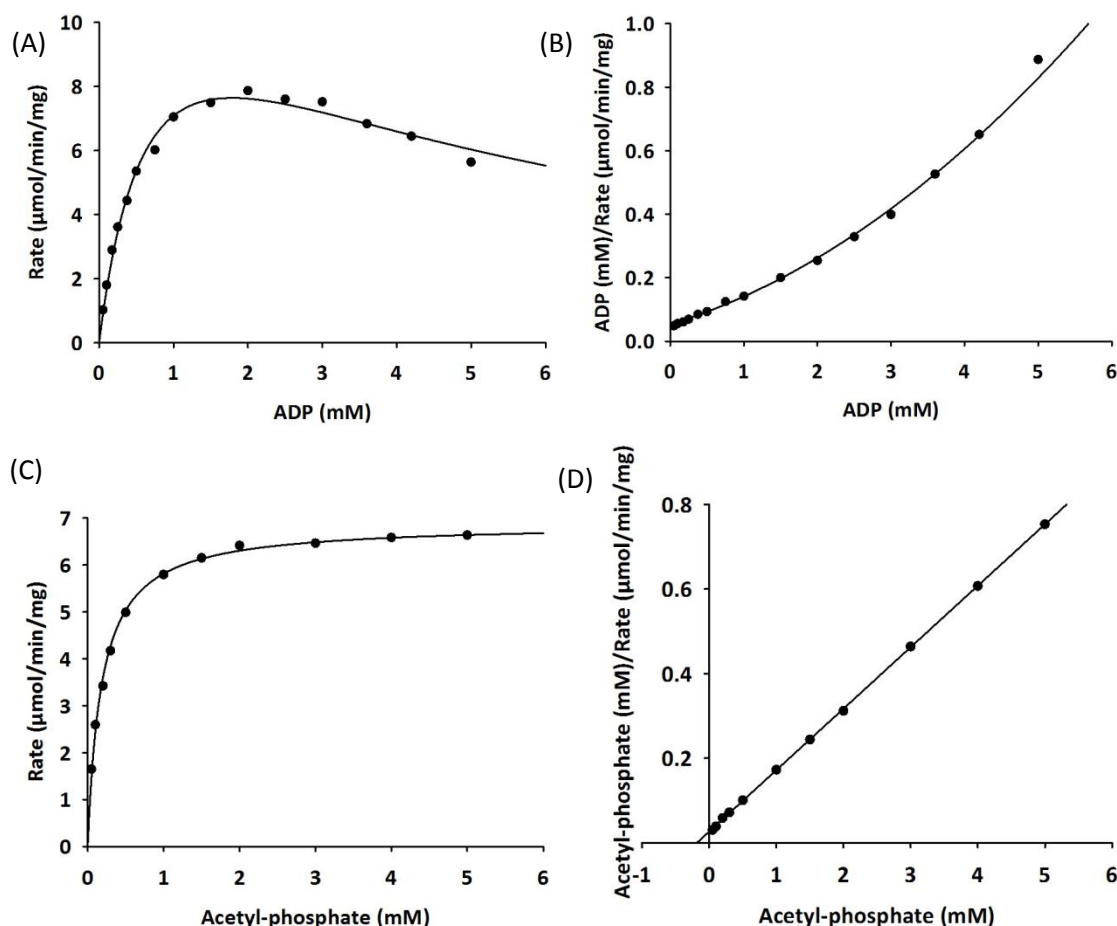 (A)
Rate (µmol/min/mg)
10
8
6
4
2
0
0 1 2 3 4 5 6
ADP (mM)
(B)
ADP (mM)/Rate (µmol/min/mg)
1.0
0.8
0.6
0.4
0.2
0.0
0 1 2 3 4 5 6
ADP (mM)
(C)
Rate (µmol/min/mg)
7
6
5
4
3
2
1
0
0 1 2 3 4 5 6
Acetyl-phosphate (mM)
(D)
Acetyl-phosphate (mM)/Rate (µmol/min/mg)
0.8
0.6
0.4
0.2
-1 0 1 2 3 4 5 6
Acetyl-phosphate (mM)